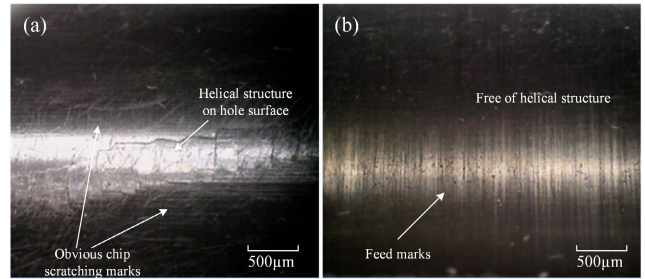 (a)
Helical structure
on hole surface
Obvious chip
scratching marks
500μm
(b)
Free of helical structure
Feed marks
500μm